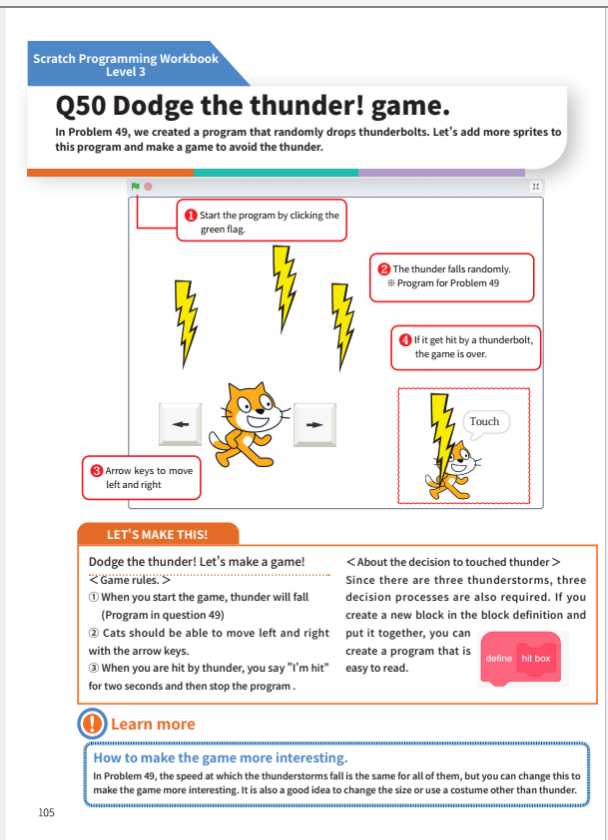 Scratch Programming Workbook
Level 3
Q50 Dodge the thunder! game.
In Problem 49, we created a program that randomly drops thunderbolts. Let's add more sprites to
this program and make a game to avoid the thunder.
❶ Start the program by clicking the
green flag.
❷ The thunder falls randomly.
※ Program for Problem 49
❹ If it get hit by a thunderbolt,
the game is over.
Touch
❸ Arrow keys to move
left and right
LET'S MAKE THIS!
Dodge the thunder! Let's make a game!
＜Game rules.＞
① When you start the game, thunder will fall
(Program in question 49)
② Cats should be able to move left and right
with the arrow keys.
③ When you are hit by thunder, you say "I'm hit"
for two seconds and then stop the program .
＜About the decision to touched thunder＞
Since there are three thunderstorms, three
decision processes are also required. If you
create a new block in the block definition and
put it together, you can
create a program that is
easy to read.
define hit box
Learn more
How to make the game more interesting.
In Problem 49, the speed at which the thunderstorms fall is the same for all of them, but you can change this to
make the game more interesting. It is also a good idea to change the size or use a costume other than thunder.
105